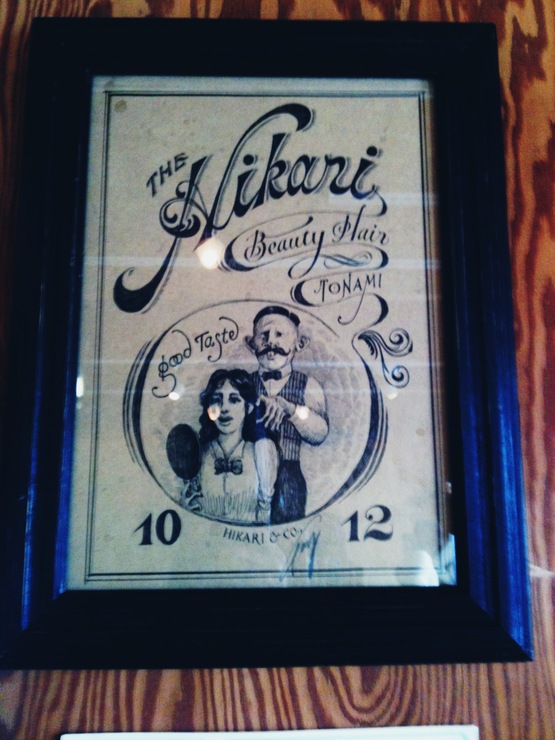 THE
Hikari
Beauty Hair
TONAMI
good Taste
10
HIKARI & CO.
12